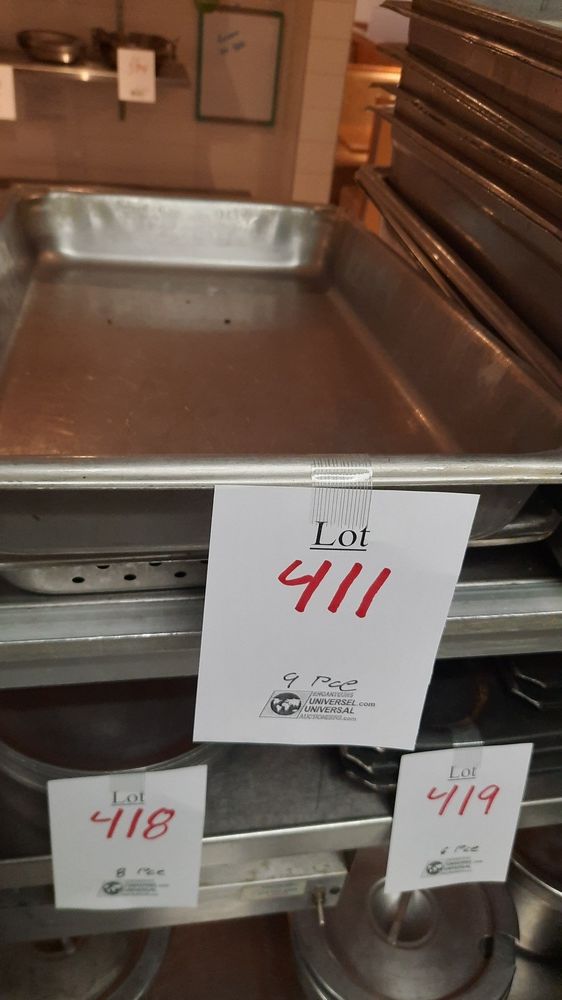 Lot
411
9 Pce
ENCANTEURS
UNIVERSEL.com
UNIVERSAL
AUCTIONEERS.com
Lot
418
8 Pce
Lot
419
6 Pce